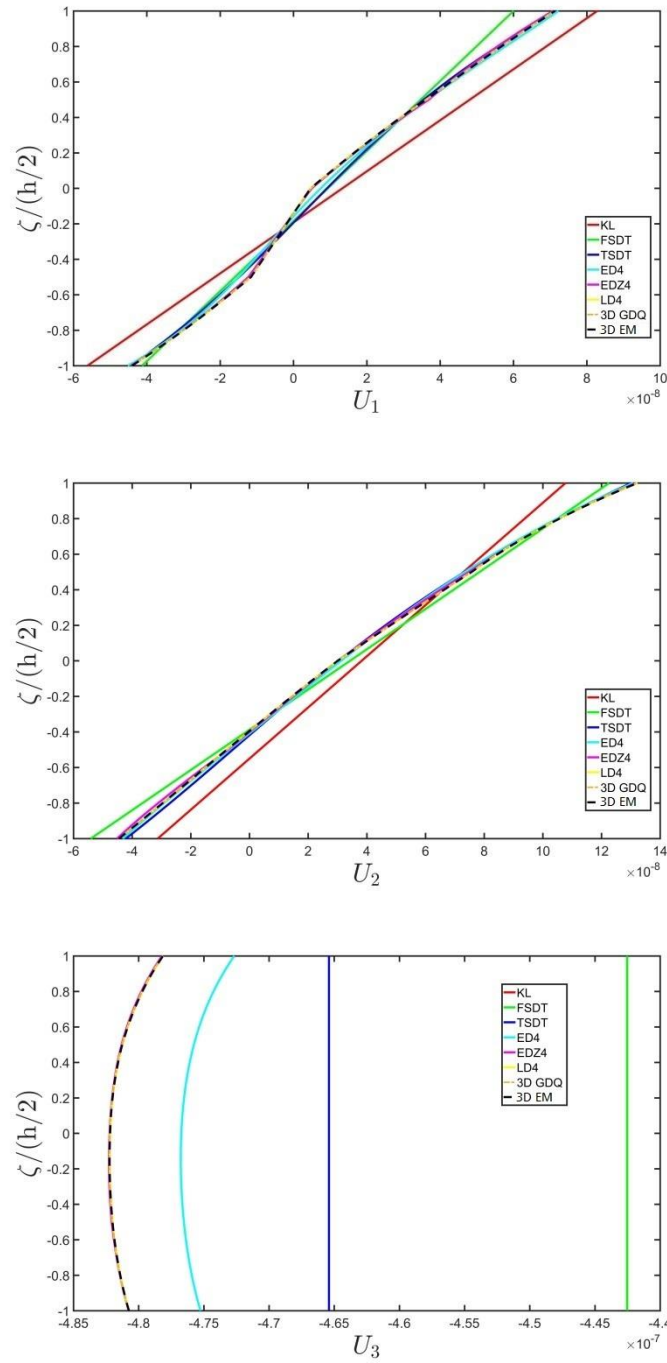 1
0.8
0.6
0.4
0.2
0
-0.2
-0.4
-0.6
-0.8
-1
ζ/(h/2)
KL
FSDT
TSDT
ED4
EDZ4
LD4
3D GDQ
3D EM
-6 -4 -2 0 2 4 6 8 10
U₁
×10⁻⁸
1
0.8
0.6
0.4
0.2
0
-0.2
-0.4
-0.6
-0.8
-1
ζ/(h/2)
KL
FSDT
TSDT
ED4
EDZ4
LD4
3D GDQ
3D EM
-6 -4 -2 0 2 4 6 8 10 12 14
U₂
×10⁻⁸
1
0.8
0.6
0.4
0.2
0
-0.2
-0.4
-0.6
-0.8
-1
ζ/(h/2)
KL
FSDT
TSDT
ED4
EDZ4
LD4
3D GDQ
3D EM
-4.85 -4.8 -4.75 -4.7 -4.65 -4.6 -4.55 -4.5 -4.45 -4.4
U₃
×10⁻⁷